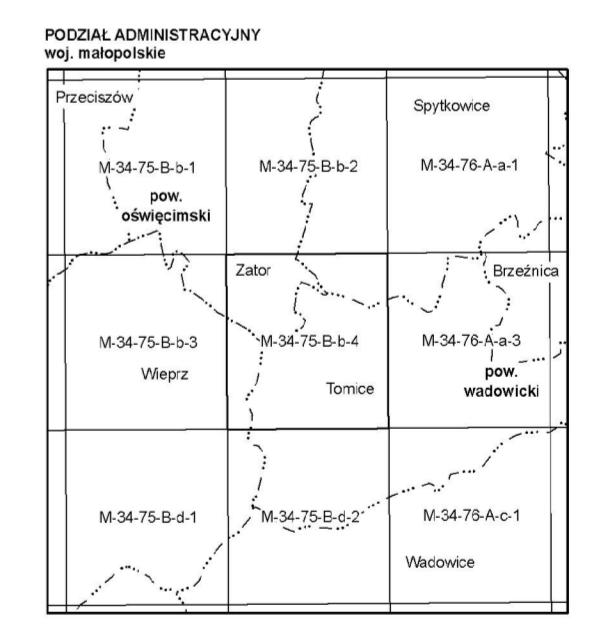 PODZIAŁ ADMINISTRACYJNY
woj. małopolskie
Przeciszów
Spytkowice
M-34-75-B-b-1
M-34-75-B-b-2
M-34-76-A-a-1
pow.
oświęcimski
Zator
Brzeźnica
M-34-75-B-b-3
M-34-75-B-b-4
M-34-76-A-a-3
Wieprz
pow.
wadowicki
Tomice
M-34-75-B-d-1
M-34-75-B-d-2
M-34-76-A-c-1
Wadowice